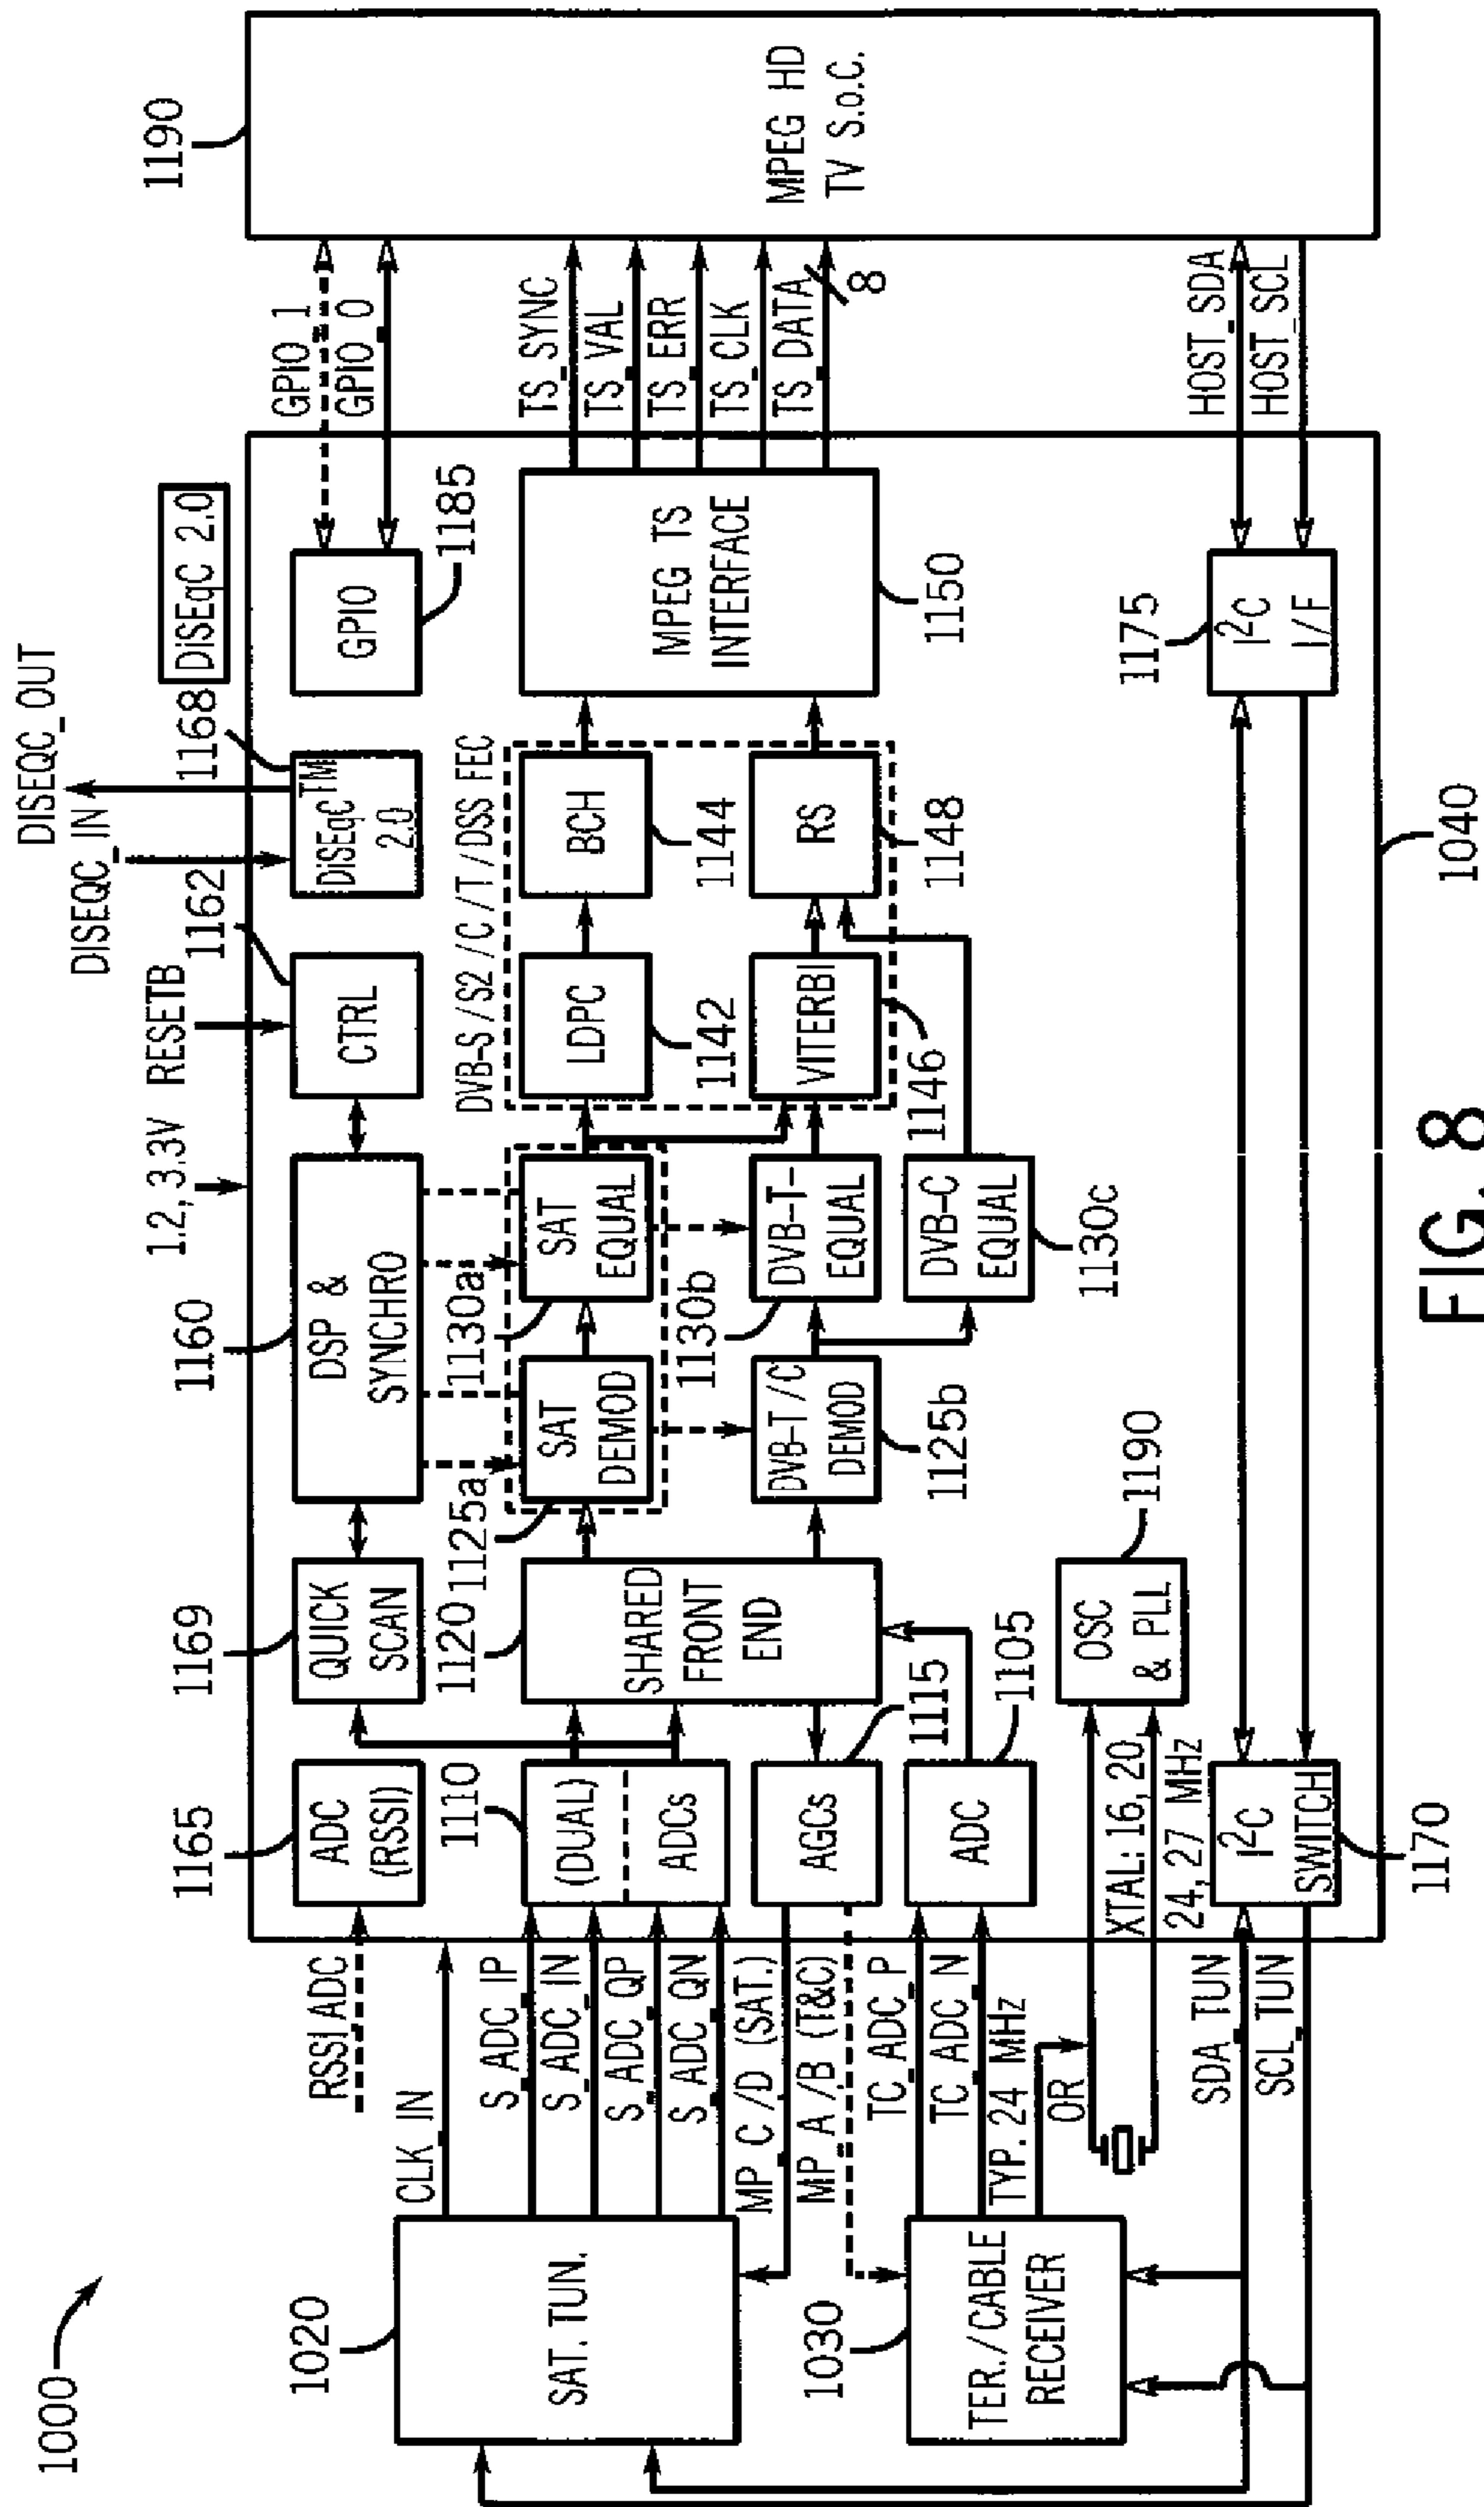 1000
1020
SAT. TUN.
1030
TER./CABLE
RECEIVER
CLK_IN
RSSI_ADC
S_ADC_IP
S_ADC_IN
S_ADC_QP
S_ADC_QN
MP_C/D (SAT.)
MP_A/B (T&C)
TC_ADC_P
TC_ADC_N
TYP. 24 MHz
OR
XTAL: 16, 20,
24, 27 MHz
SDA_TUN
SCL_TUN
1165
ADC
(RSSI)
1110
(DUAL)
ADCs
AGCs
1115
ADC
1105
I²C
SWITCH
1170
1169
QUICK
SCAN
1120
SHARED
FRONT
END
OSC
& PLL
1190
1160
DSP &
SYNCHRO
1125a
SAT
DEMOD
1130a
SAT
EQUAL
DVB-T/C
DEMOD
1125b
1130b
DVB-T-
EQUAL
DVB-C
EQUAL
1130c
1.2, 3.3V
RESETB
1162
CTRL
DISEQC_IN
DISEQC_OUT
1168
DiSEqC™
2.0
DiSEqC 2.0
DVB-S/S2/C/T/DSS FEC
LDPC
1142
BCH
1144
VITERBI
1146
RS
1148
GPIO
1185
MPEG TS
INTERFACE
1150
1175
I²C
I/F
1040
GPIO_1
GPIO_0
TS_SYNC
TS_VAL
TS_ERR
TS_CLK
TS_DATA
8
HOST_SDA
HOST_SCL
1190
MPEG HD
TV S.o.C.
FIG. 8